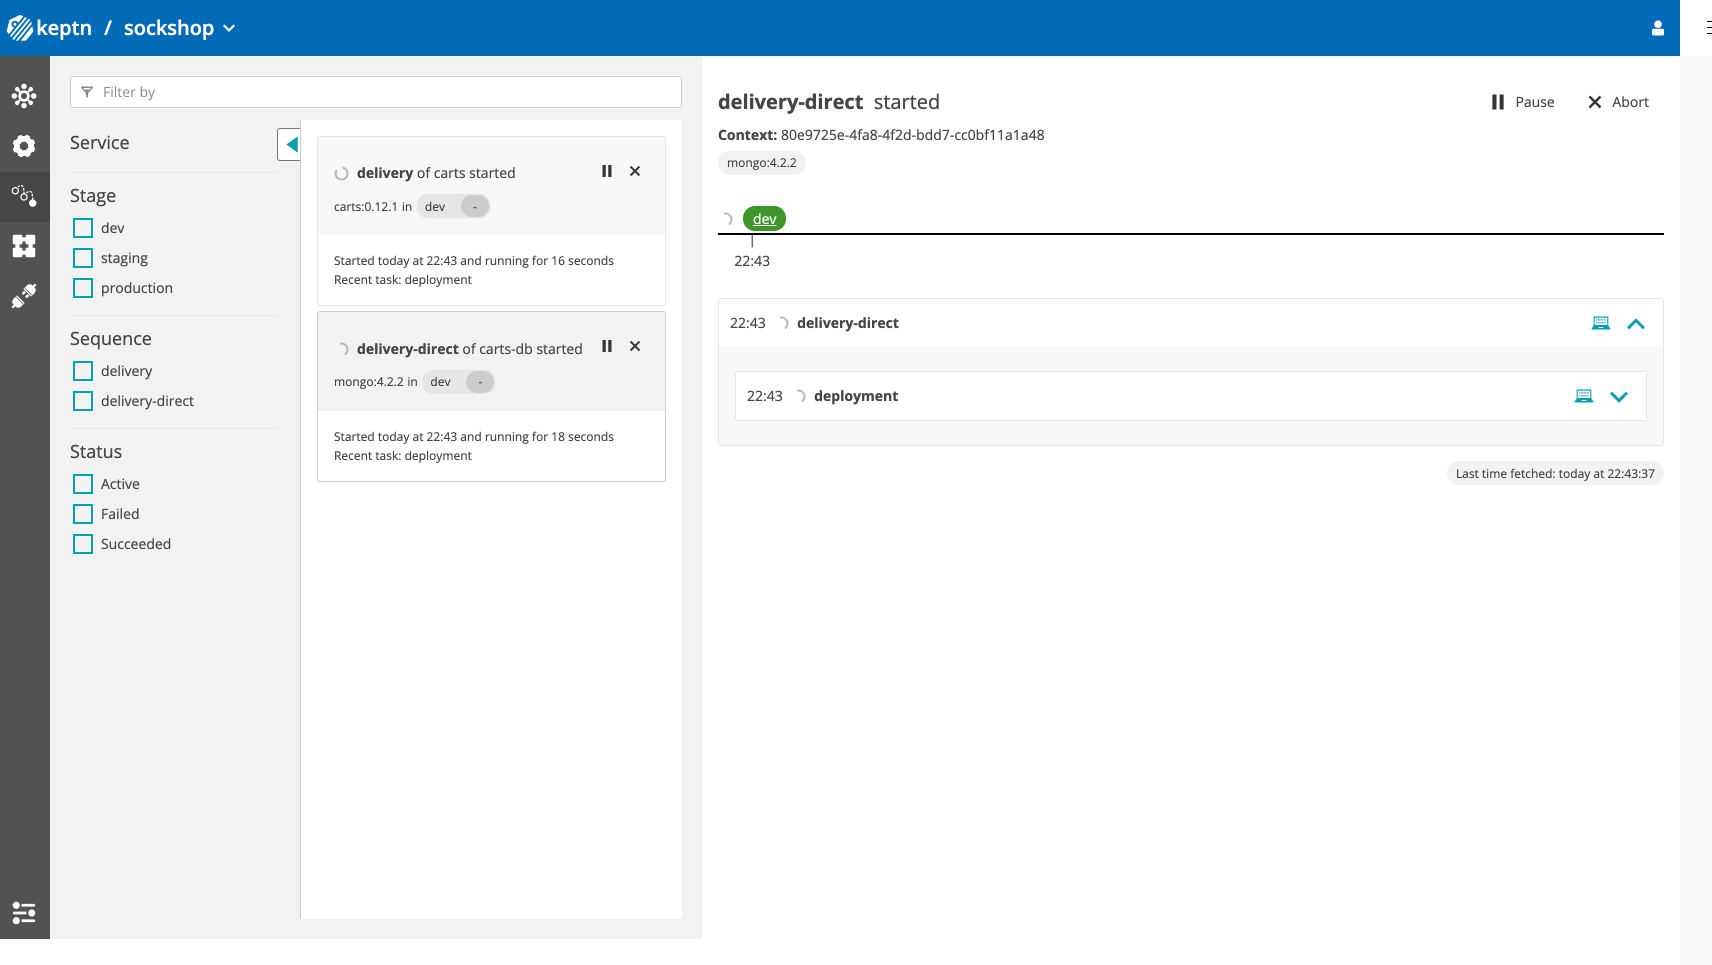 keptn / sockshop
Filter by
Service
Stage
dev
staging
production
Sequence
delivery
delivery-direct
Status
Active
Failed
Succeeded
delivery of carts started
carts:0.12.1 in dev -
Started today at 22:43 and running for 16 seconds
Recent task: deployment
delivery-direct of carts-db started
mongo:4.2.2 in dev -
Started today at 22:43 and running for 18 seconds
Recent task: deployment
delivery-direct started
Pause Abort
Context: 80e9725e-4fa8-4f2d-bdd7-cc0bf11a1a48
mongo:4.2.2
dev
22:43
22:43 delivery-direct
22:43 deployment
Last time fetched: today at 22:43:37